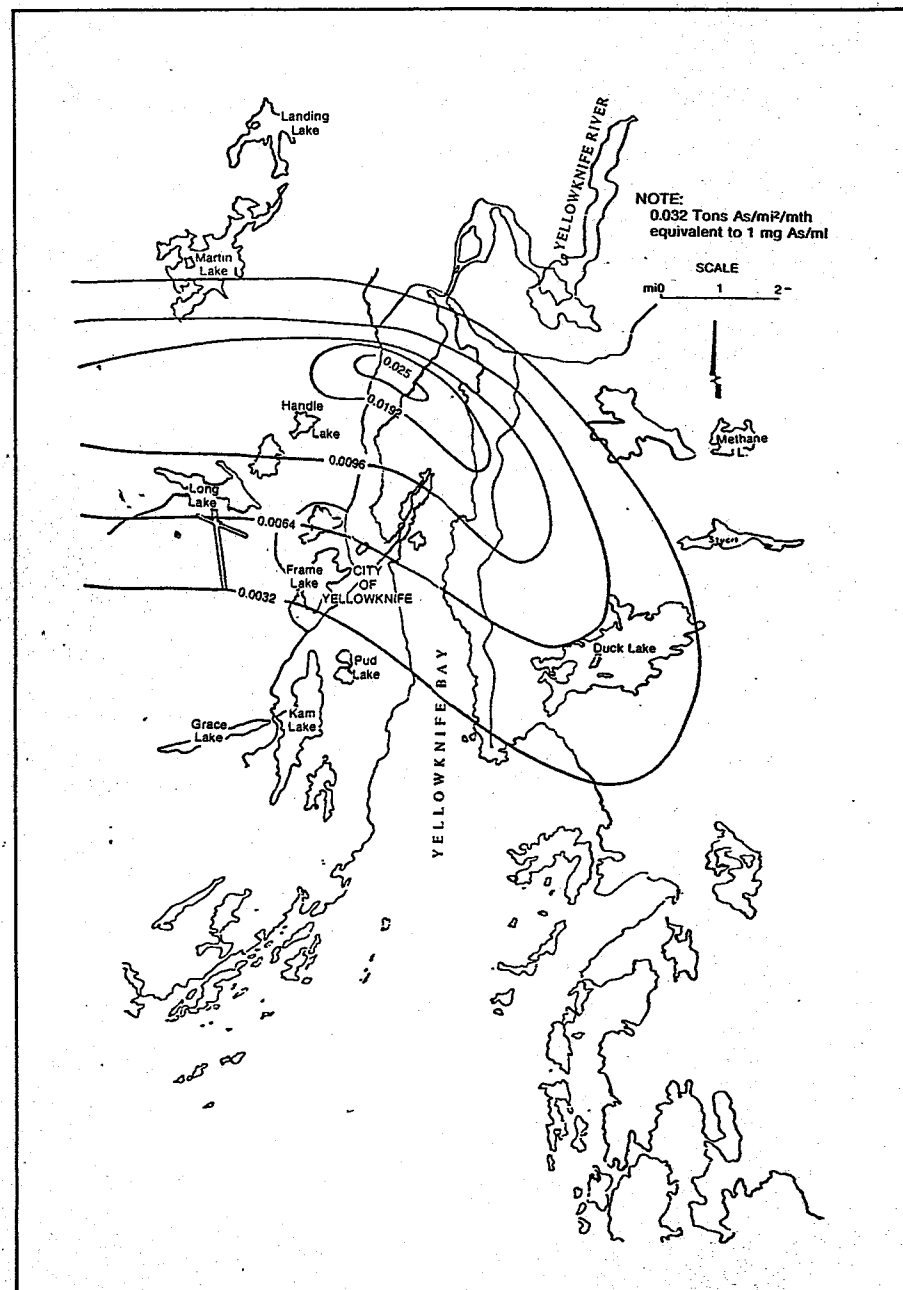 Landing
Lake
YELLOWKNIFE RIVER
NOTE:
0.032 Tons As/mi²/mth
equivalent to 1 mg As/ml
Martin
Lake
SCALE
mi0 1 2
0.025
0.0192
Handle
Lake
Methane
L.
0.0096
Long
Lake
0.0064
Frame
Lake
CITY
OF
YELLOWKNIFE
0.0032
Duck Lake
Pud
Lake
YELLOWKNIFE BAY
Grace
Lake
Kam
Lake